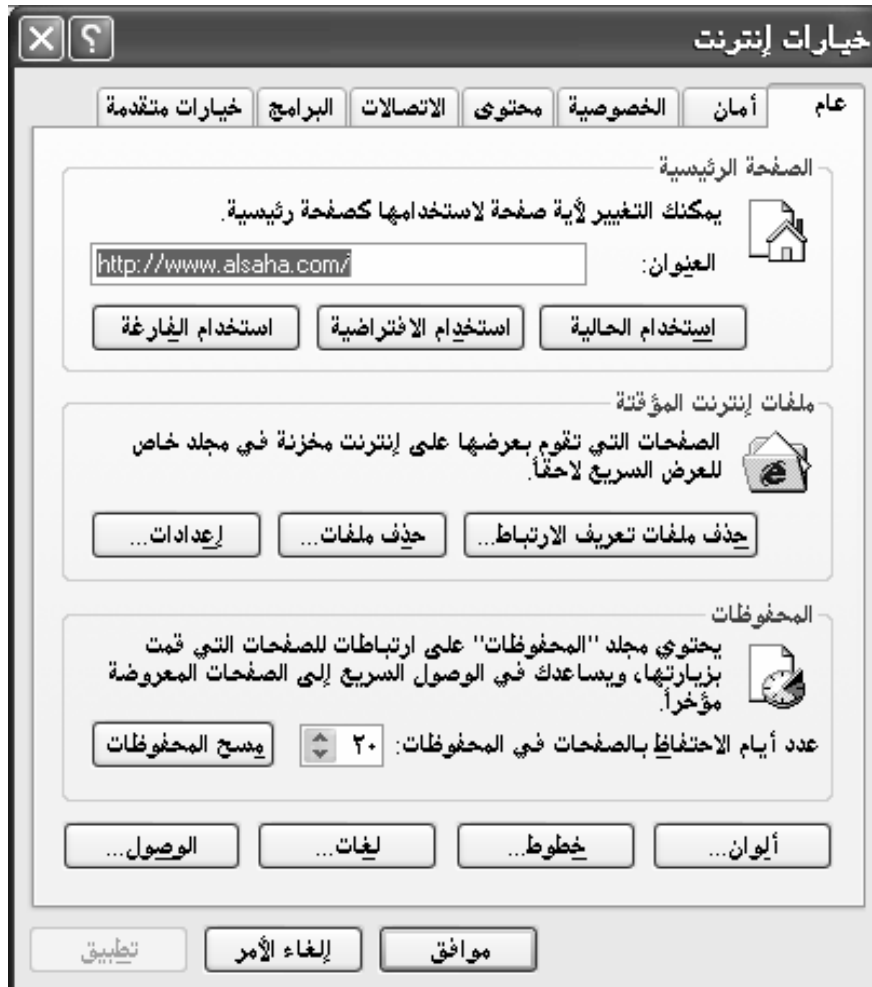 خيارات إنترنت
عام
أمان
الخصوصية
محتوى
الاتصالات
البرامج
خيارات متقدمة
الصفحة الرئيسية
يمكنك التغيير لأية صفحة لاستخدامها كصفحة رئيسية.
العنوان:
http://www.alsaha.com/
استخدام الحالية
استخدام الافتراضية
استخدام الفارغة
ملفات إنترنت المؤقتة
الصفحات التي تقوم بعرضها على إنترنت مخزنة في مجلد خاص
للعرض السريع لاحقاً.
حذف ملفات تعريف الارتباط...
حذف ملفات...
إعدادات...
المحفوظات
يحتوي مجلد "المحفوظات" على ارتباطات للصفحات التي قمت
بزيارتها، ويساعدك في الوصول السريع إلى الصفحات المعروضة
مؤخراً.
عدد أيام الاحتفاظ بالصفحات في المحفوظات:
٢٠
مسح المحفوظات
ألوان...
خطوط...
لغات...
الوصول...
موافق
إلغاء الأمر
تطبيق